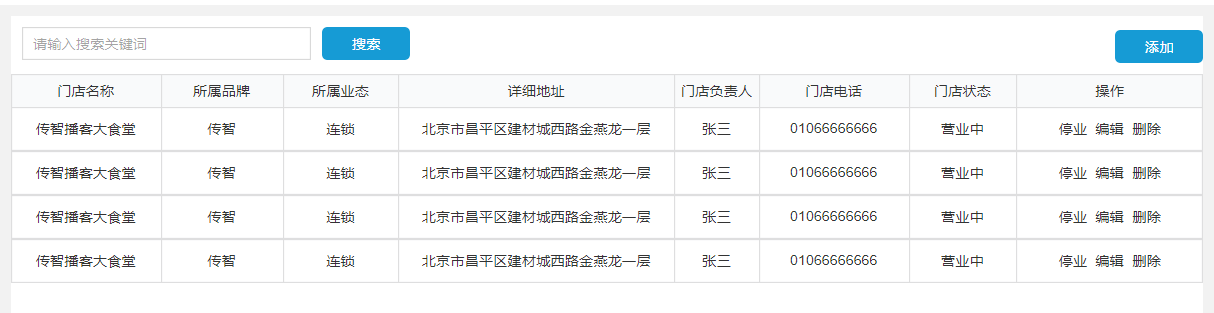 请输入搜索关键词 搜索 添加
门店名称 所属品牌 所属业态 详细地址 门店负责人 门店电话 门店状态 操作
传智播客大食堂 传智 连锁 北京市昌平区建材城西路金燕龙一层 张三 01066666666 营业中 停业 编辑 删除
传智播客大食堂 传智 连锁 北京市昌平区建材城西路金燕龙一层 张三 01066666666 营业中 停业 编辑 删除
传智播客大食堂 传智 连锁 北京市昌平区建材城西路金燕龙一层 张三 01066666666 营业中 停业 编辑 删除
传智播客大食堂 传智 连锁 北京市昌平区建材城西路金燕龙一层 张三 01066666666 营业中 停业 编辑 删除